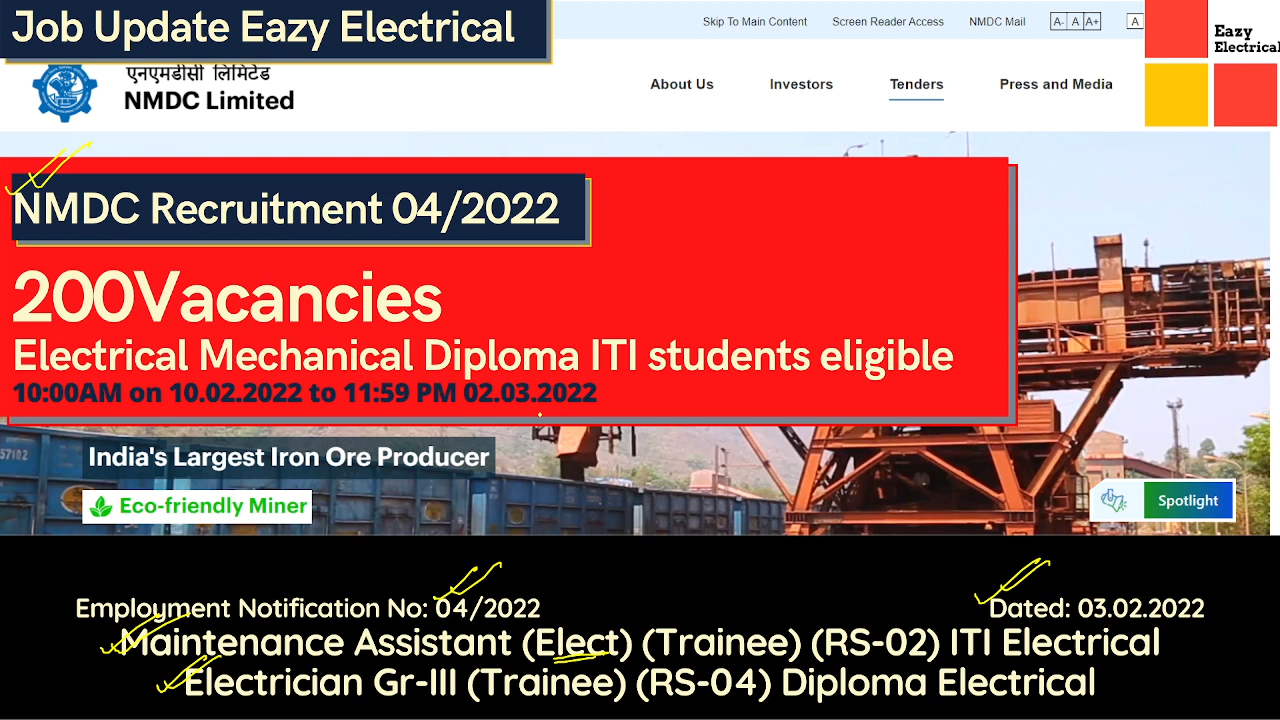 Job Update Eazy Electrical
Skip To Main Content Screen Reader Access NMDC Mail A- A A+ A
Eazy
Electrical
एनएमडीसी लिमिटेड
NMDC Limited
About Us Investors Tenders Press and Media
NMDC Recruitment 04/2022
200Vacancies
Electrical Mechanical Diploma ITI students eligible
10:00AM on 10.02.2022 to 11:59 PM 02.03.2022
57102
India's Largest Iron Ore Producer
Eco-friendly Miner
Spotlight
Employment Notification No: 04/2022 Dated: 03.02.2022
Maintenance Assistant (Elect) (Trainee) (RS-02) ITI Electrical
Electrician Gr-III (Trainee) (RS-04) Diploma Electrical